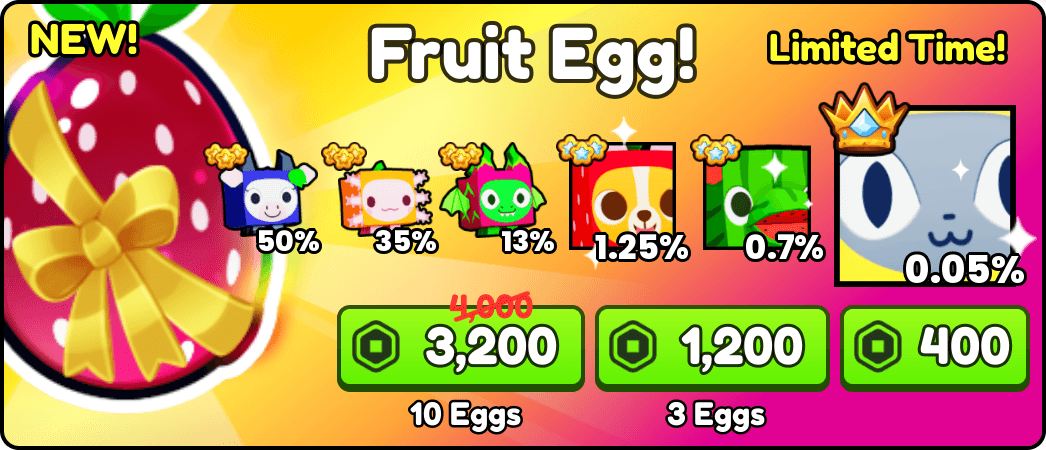 NEW!
Fruit Egg!
Limited Time!
50%
35%
13%
1.25%
0.7%
0.05%
4,000
3,200
1,200
400
10 Eggs
3 Eggs